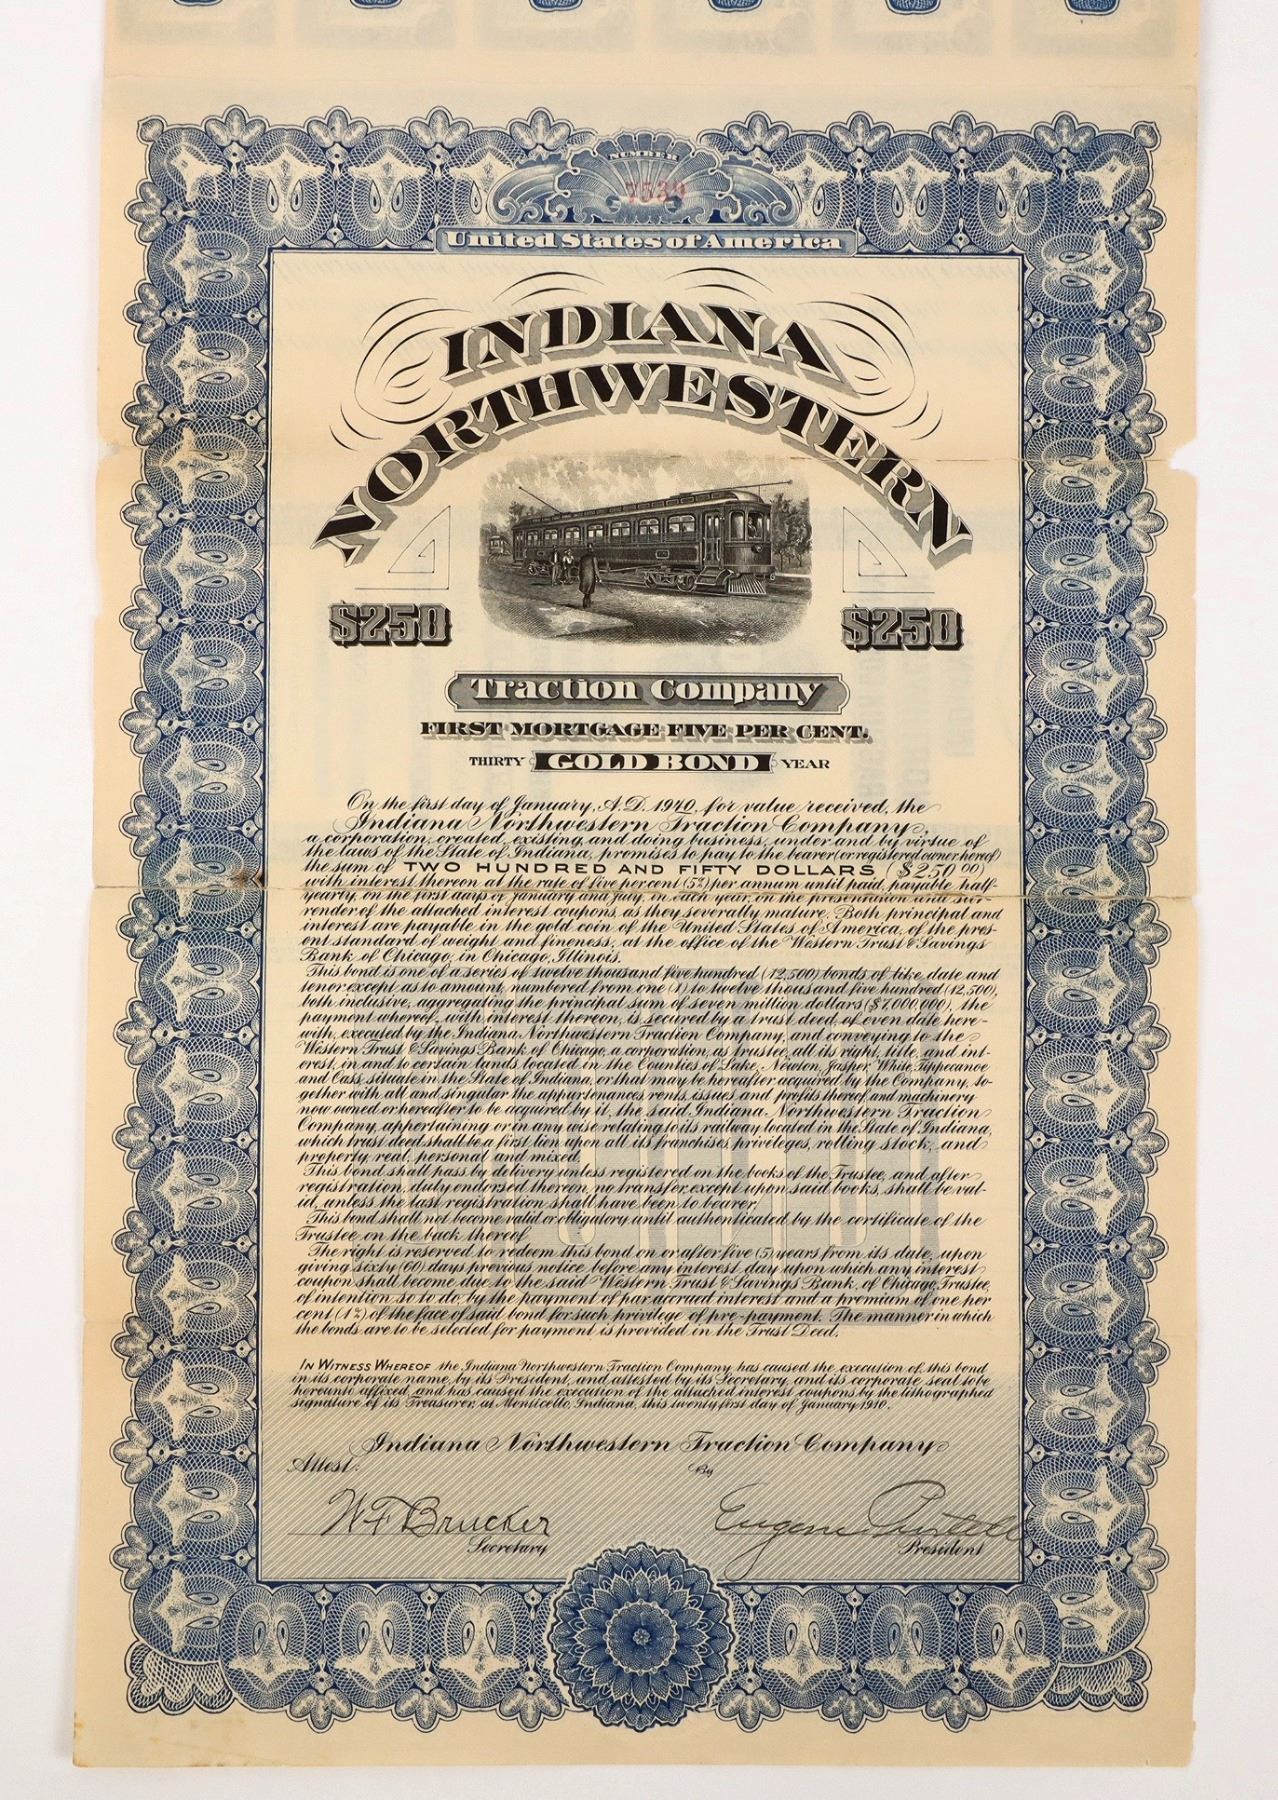 NUMBER
7539
United States of America
INDIANA
NORTHWESTERN
$250 $250
Traction Company
FIRST MORTGAGE FIVE PER CENT.
THIRTY GOLD BOND YEAR
On the first day of January, A.D. 1940, for value received, the
Indiana Northwestern Traction Company,
a corporation, created, existing and doing business, under and by virtue of
the laws of the State of Indiana, promises to pay to the bearer (or registered owner hereof)
the sum of TWO HUNDRED AND FIFTY DOLLARS ($250.00)
with interest thereon at the rate of five per cent (5%) per annum until paid, payable half-
yearly, on the first days of January and July, in each year, on the presentation and sur-
render of the attached interest coupons, as they severally mature. Both principal and
interest are payable in the gold coin of the United States of America, of the pres-
ent standard of weight and fineness, at the office of the Western Trust & Savings
Bank of Chicago, in Chicago, Illinois.
This bond is one of a series of twelve thousand five hundred (12,500) bonds of like date and
tenor except as to amount, numbered from one (1) to twelve thousand five hundred (12,500),
both inclusive, aggregating the principal sum of seven million dollars ($7,000,000), the
payment whereof, with interest thereon, is secured by a trust deed, of even date here-
with, executed by the Indiana Northwestern Traction Company, and conveying to the
Western Trust & Savings Bank of Chicago, a corporation, as trustee, all its right, title, and int-
erest, in and to certain lands located in the Counties of Lake, Newton, Jasper, White, Tippecanoe
and Cass, situate in the State of Indiana, or that may be hereafter acquired by the Company, to-
gether with all and singular the appurtenances, rents, issues and profits thereof, and machinery
now owned or hereafter to be acquired by it, the said Indiana Northwestern Traction
Company, appertaining or in any wise relating to its railway located in the State of Indiana,
which trust deed shall be a first lien upon all its franchises, privileges, rolling stock, and
property, real, personal and mixed.
This bond shall pass by delivery unless registered on the books of the Trustee, and after
registration, duly endorsed thereon, no transfer, except upon said books, shall be val-
id, unless the last registration shall have been to bearer.
This bond shall not become valid or obligatory until authenticated by the certificate of the
Trustee on the back thereof.
The right is reserved to redeem this bond on or after five (5) years from its date, upon
giving sixty (60) days previous notice before any interest day upon which any interest
coupon shall become due to the said Western Trust & Savings Bank, of Chicago, Trustee,
of intention so to do, by the payment of par accrued interest and a premium of one per
cent (1%) of the face of said bond for such privilege of pre-payment. The manner in which
the bonds are to be selected for payment is provided in the Trust Deed.
IN WITNESS WHEREOF the Indiana Northwestern Traction Company has caused the execution of this bond
in its corporate name, by its President, and attested by its Secretary, and its corporate seal to be
hereunto affixed, and has caused the execution of the attached interest coupons by the lithographed
signature of its Treasurer, at Monticello, Indiana, this twenty first day of January 1910.
Indiana Northwestern Traction Company
Attest: By
W F Brucker Eugene Purtelle
Secretary President